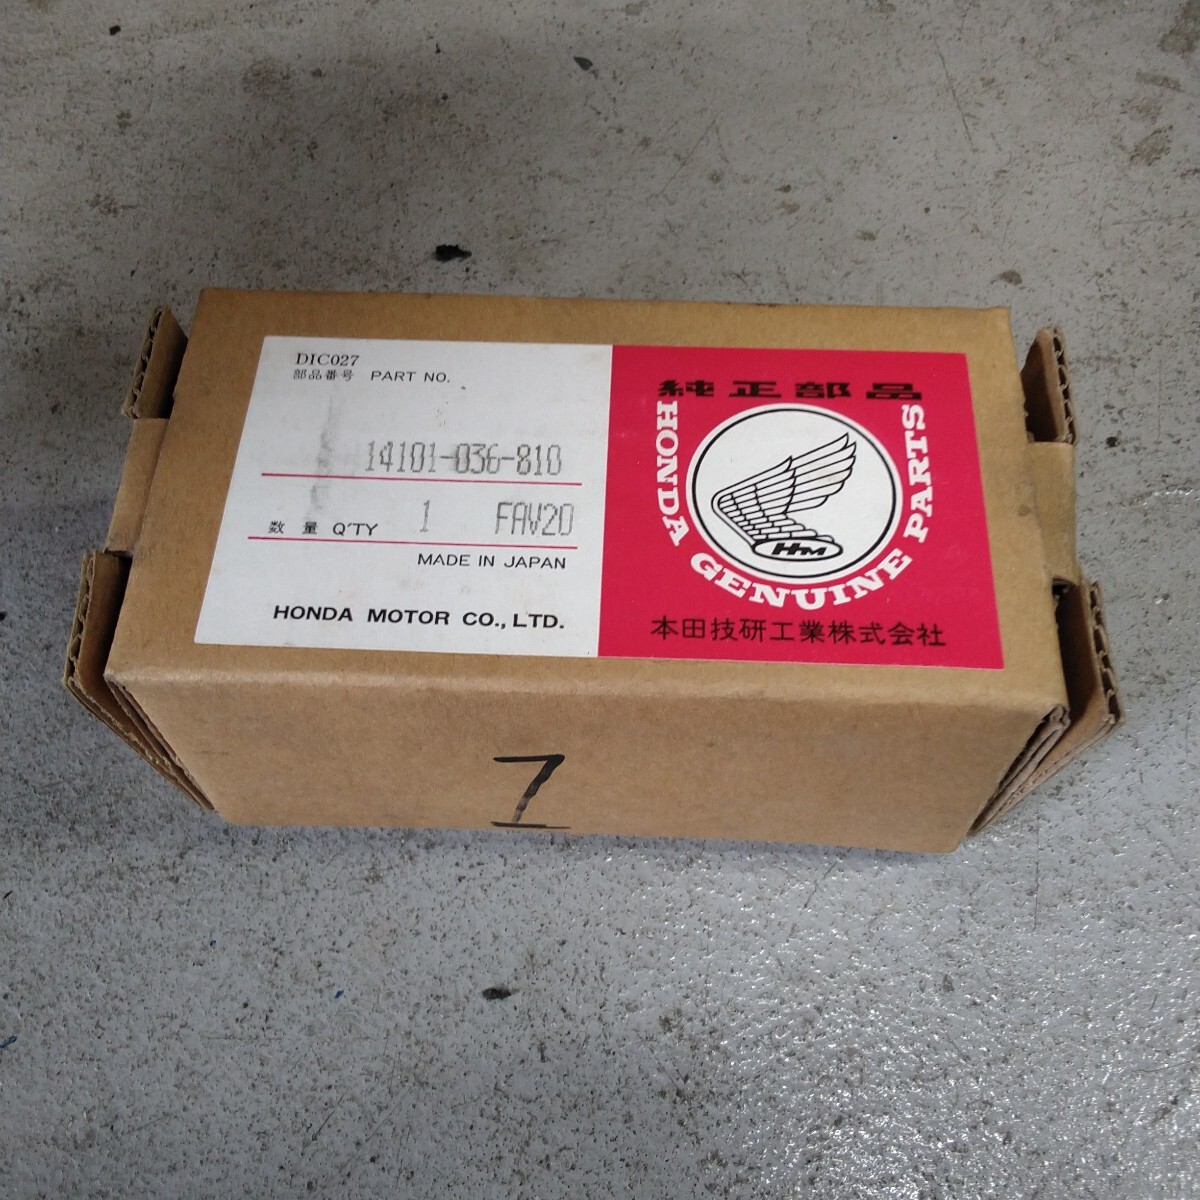 DIC027
部品番号 PART NO.
14101-036-810
数量 Q'TY 1 FAV20
MADE IN JAPAN
HONDA MOTOR CO., LTD.
純正部品
HONDA GENUINE PARTS
HM
本田技研工業株式会社
1